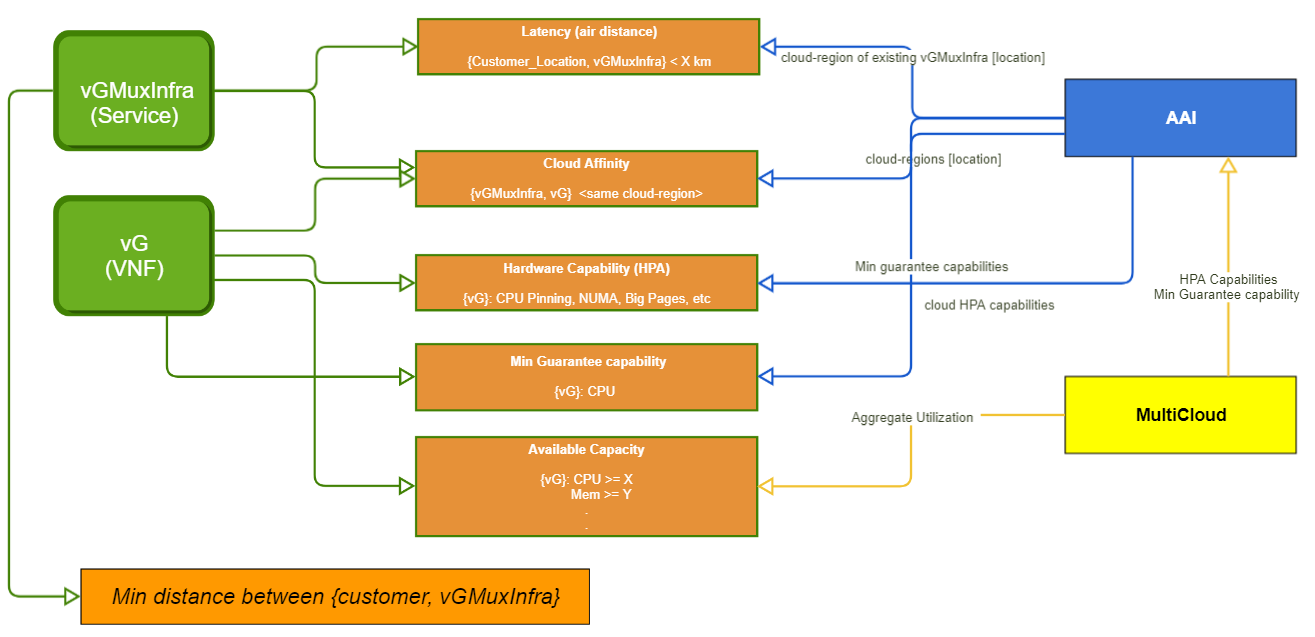 vGMuxInfra
(Service)
vG
(VNF)
Latency (air distance)
{Customer_Location, vGMuxInfra} < X km
Cloud Affinity
{vGMuxInfra, vG}  <same cloud-region>
Hardware Capability (HPA)
{vG}: CPU Pinning, NUMA, Big Pages, etc
Min Guarantee capability
{vG}: CPU
Available Capacity
{vG}: CPU >= X
Mem >= Y
.
.
cloud-region of existing vGMuxInfra [location]
cloud-regions [location]
Min guarantee capabilities
cloud HPA capabilities
Aggregate Utilization
AAI
HPA Capabilities
Min Guarantee capability
MultiCloud
Min distance between {customer, vGMuxInfra}